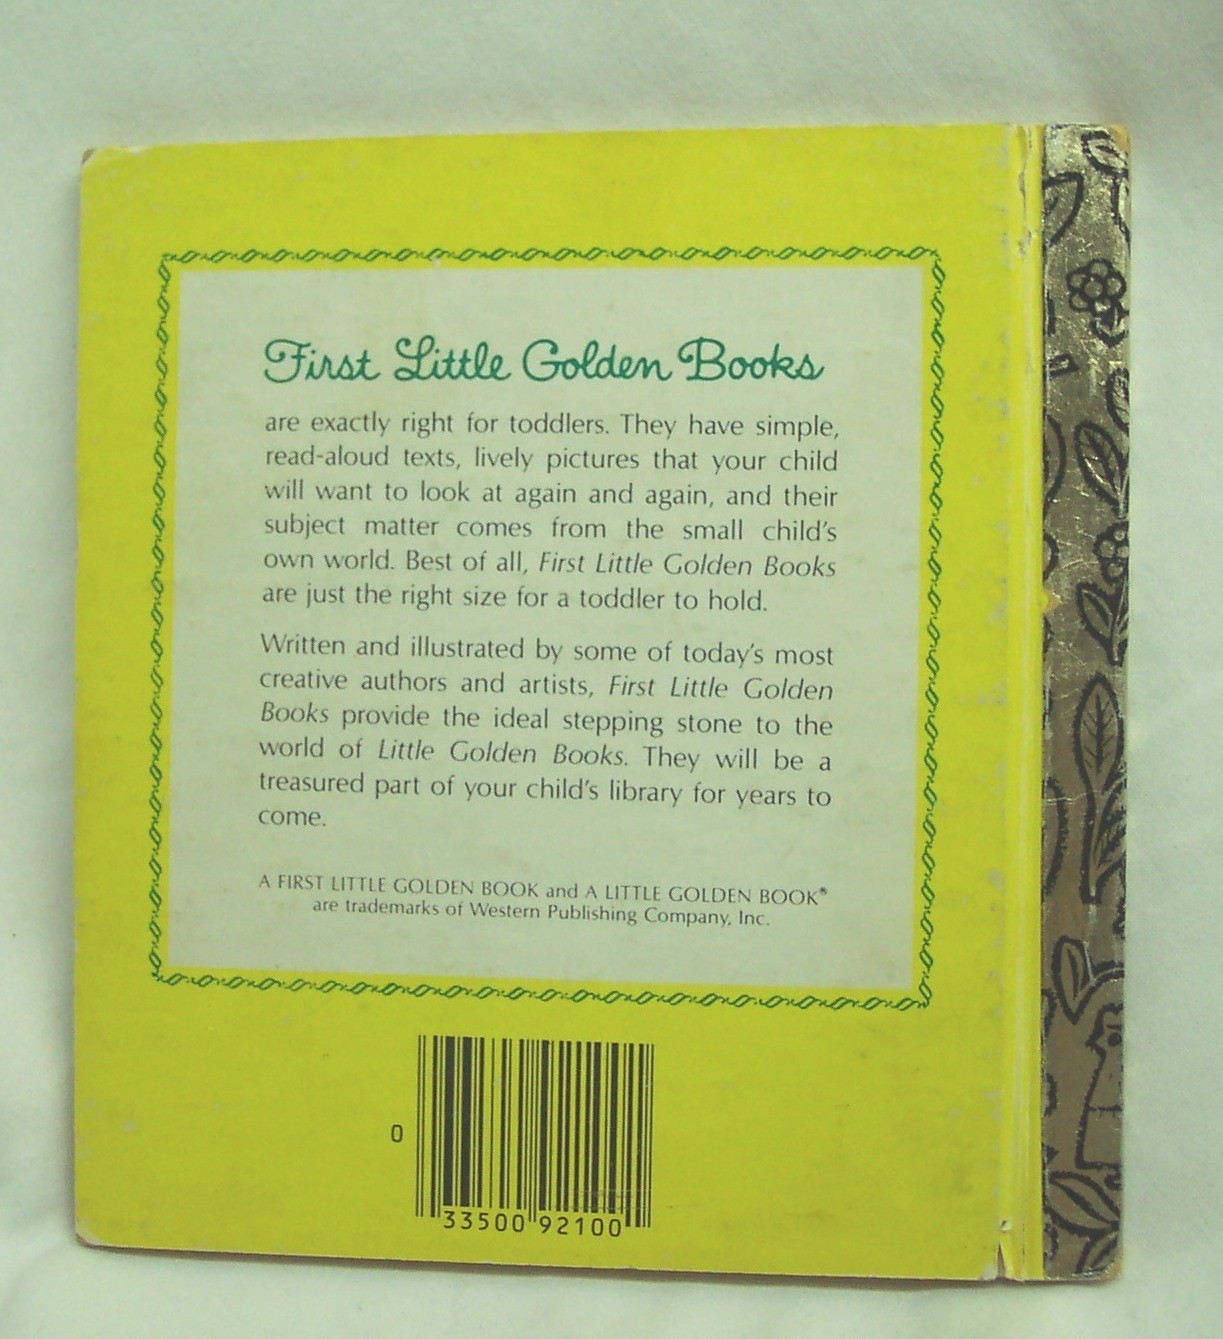 First Little Golden Books
are exactly right for toddlers. They have simple,
read-aloud texts, lively pictures that your child
will want to look at again and again, and their
subject matter comes from the small child's
own world. Best of all, First Little Golden Books
are just the right size for a toddler to hold.
Written and illustrated by some of today's most
creative authors and artists, First Little Golden
Books provide the ideal stepping stone to the
world of Little Golden Books. They will be a
treasured part of your child's library for years to
come.
A FIRST LITTLE GOLDEN BOOK and A LITTLE GOLDEN BOOK®
are trademarks of Western Publishing Company, Inc.
0 33500 92100